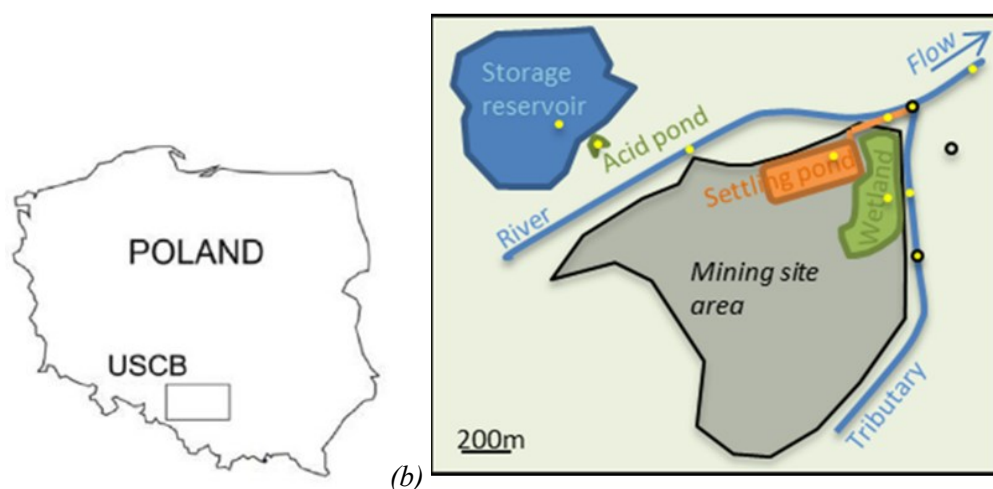 POLAND
USCB
(b)
Storage
reservoir
Acid pond
Flow
River
Settling pond
Wetland
Mining site
area
Tributary
200m